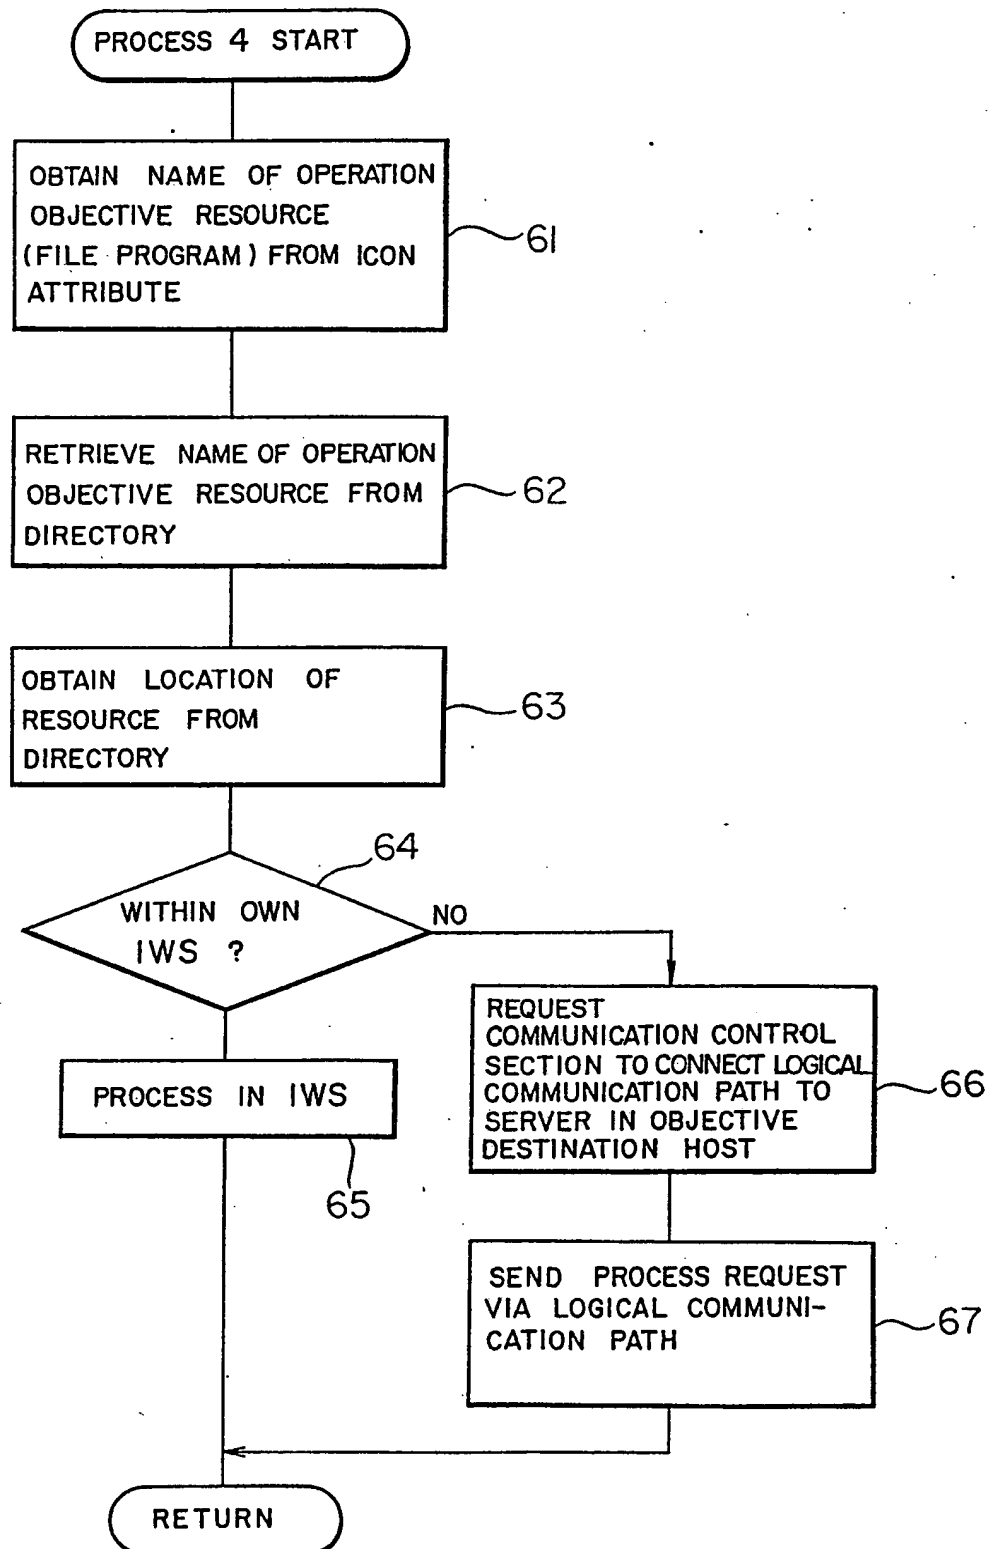 PROCESS 4 START
OBTAIN NAME OF OPERATION
OBJECTIVE RESOURCE
(FILE PROGRAM) FROM ICON
ATTRIBUTE
61
RETRIEVE NAME OF OPERATION
OBJECTIVE RESOURCE FROM
DIRECTORY
62
OBTAIN LOCATION OF
RESOURCE FROM
DIRECTORY
63
64
WITHIN OWN
IWS ?
NO
PROCESS IN IWS
65
REQUEST
COMMUNICATION CONTROL
SECTION TO CONNECT LOGICAL
COMMUNICATION PATH TO
SERVER IN OBJECTIVE
DESTINATION HOST
66
SEND PROCESS REQUEST
VIA LOGICAL COMMUNI-
CATION PATH
67
RETURN